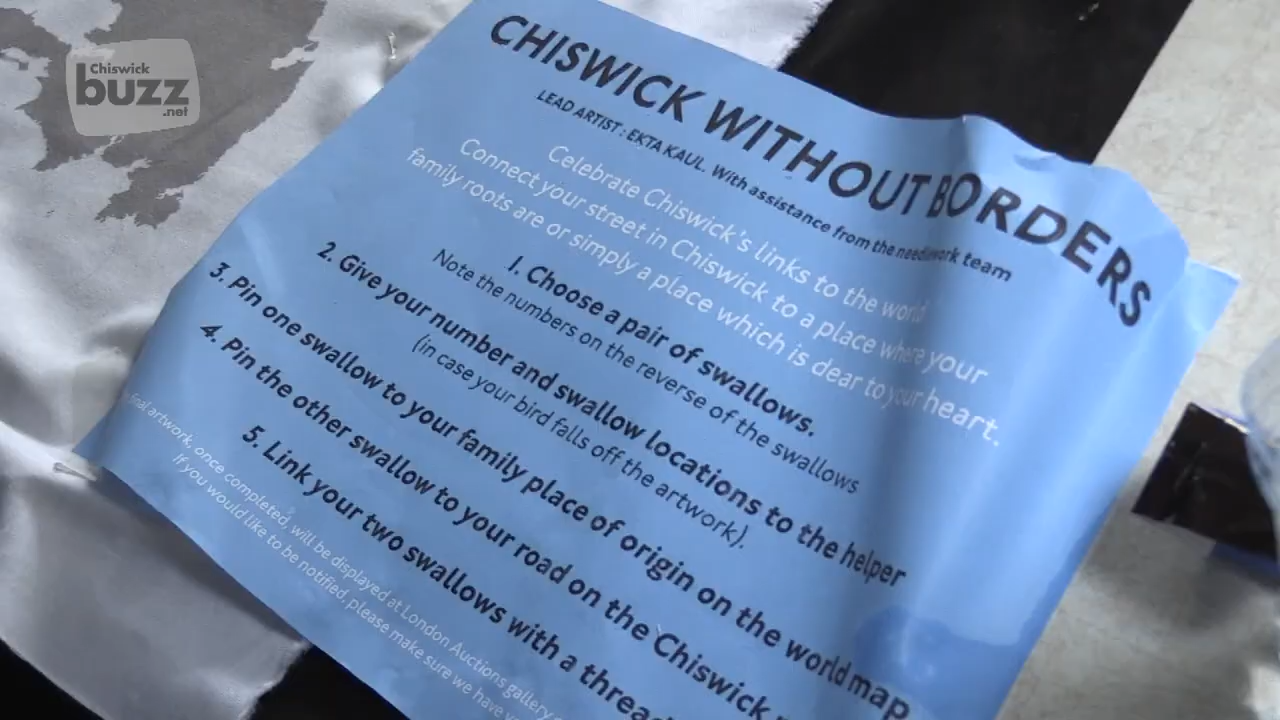 Chiswick
buzz
.net
CHISWICK WITHOUT BORDERS
LEAD ARTIST : EKTA KAUL. With assistance from the needlework team
Celebrate Chiswick's links to the world
Connect your street in Chiswick to a place where your
family roots are or simply a place which is dear to your heart.
1. Choose a pair of swallows.
Note the numbers on the reverse of the swallows
2. Give your number and swallow locations to the helper
(in case your bird falls off the artwork).
3. Pin one swallow to your family place of origin on the world map
4. Pin the other swallow to your road on the Chiswick
5. Link your two swallows with a thread
final artwork, once completed, will be displayed at London Auctions gallery
If you would like to be notified, please make sure we have